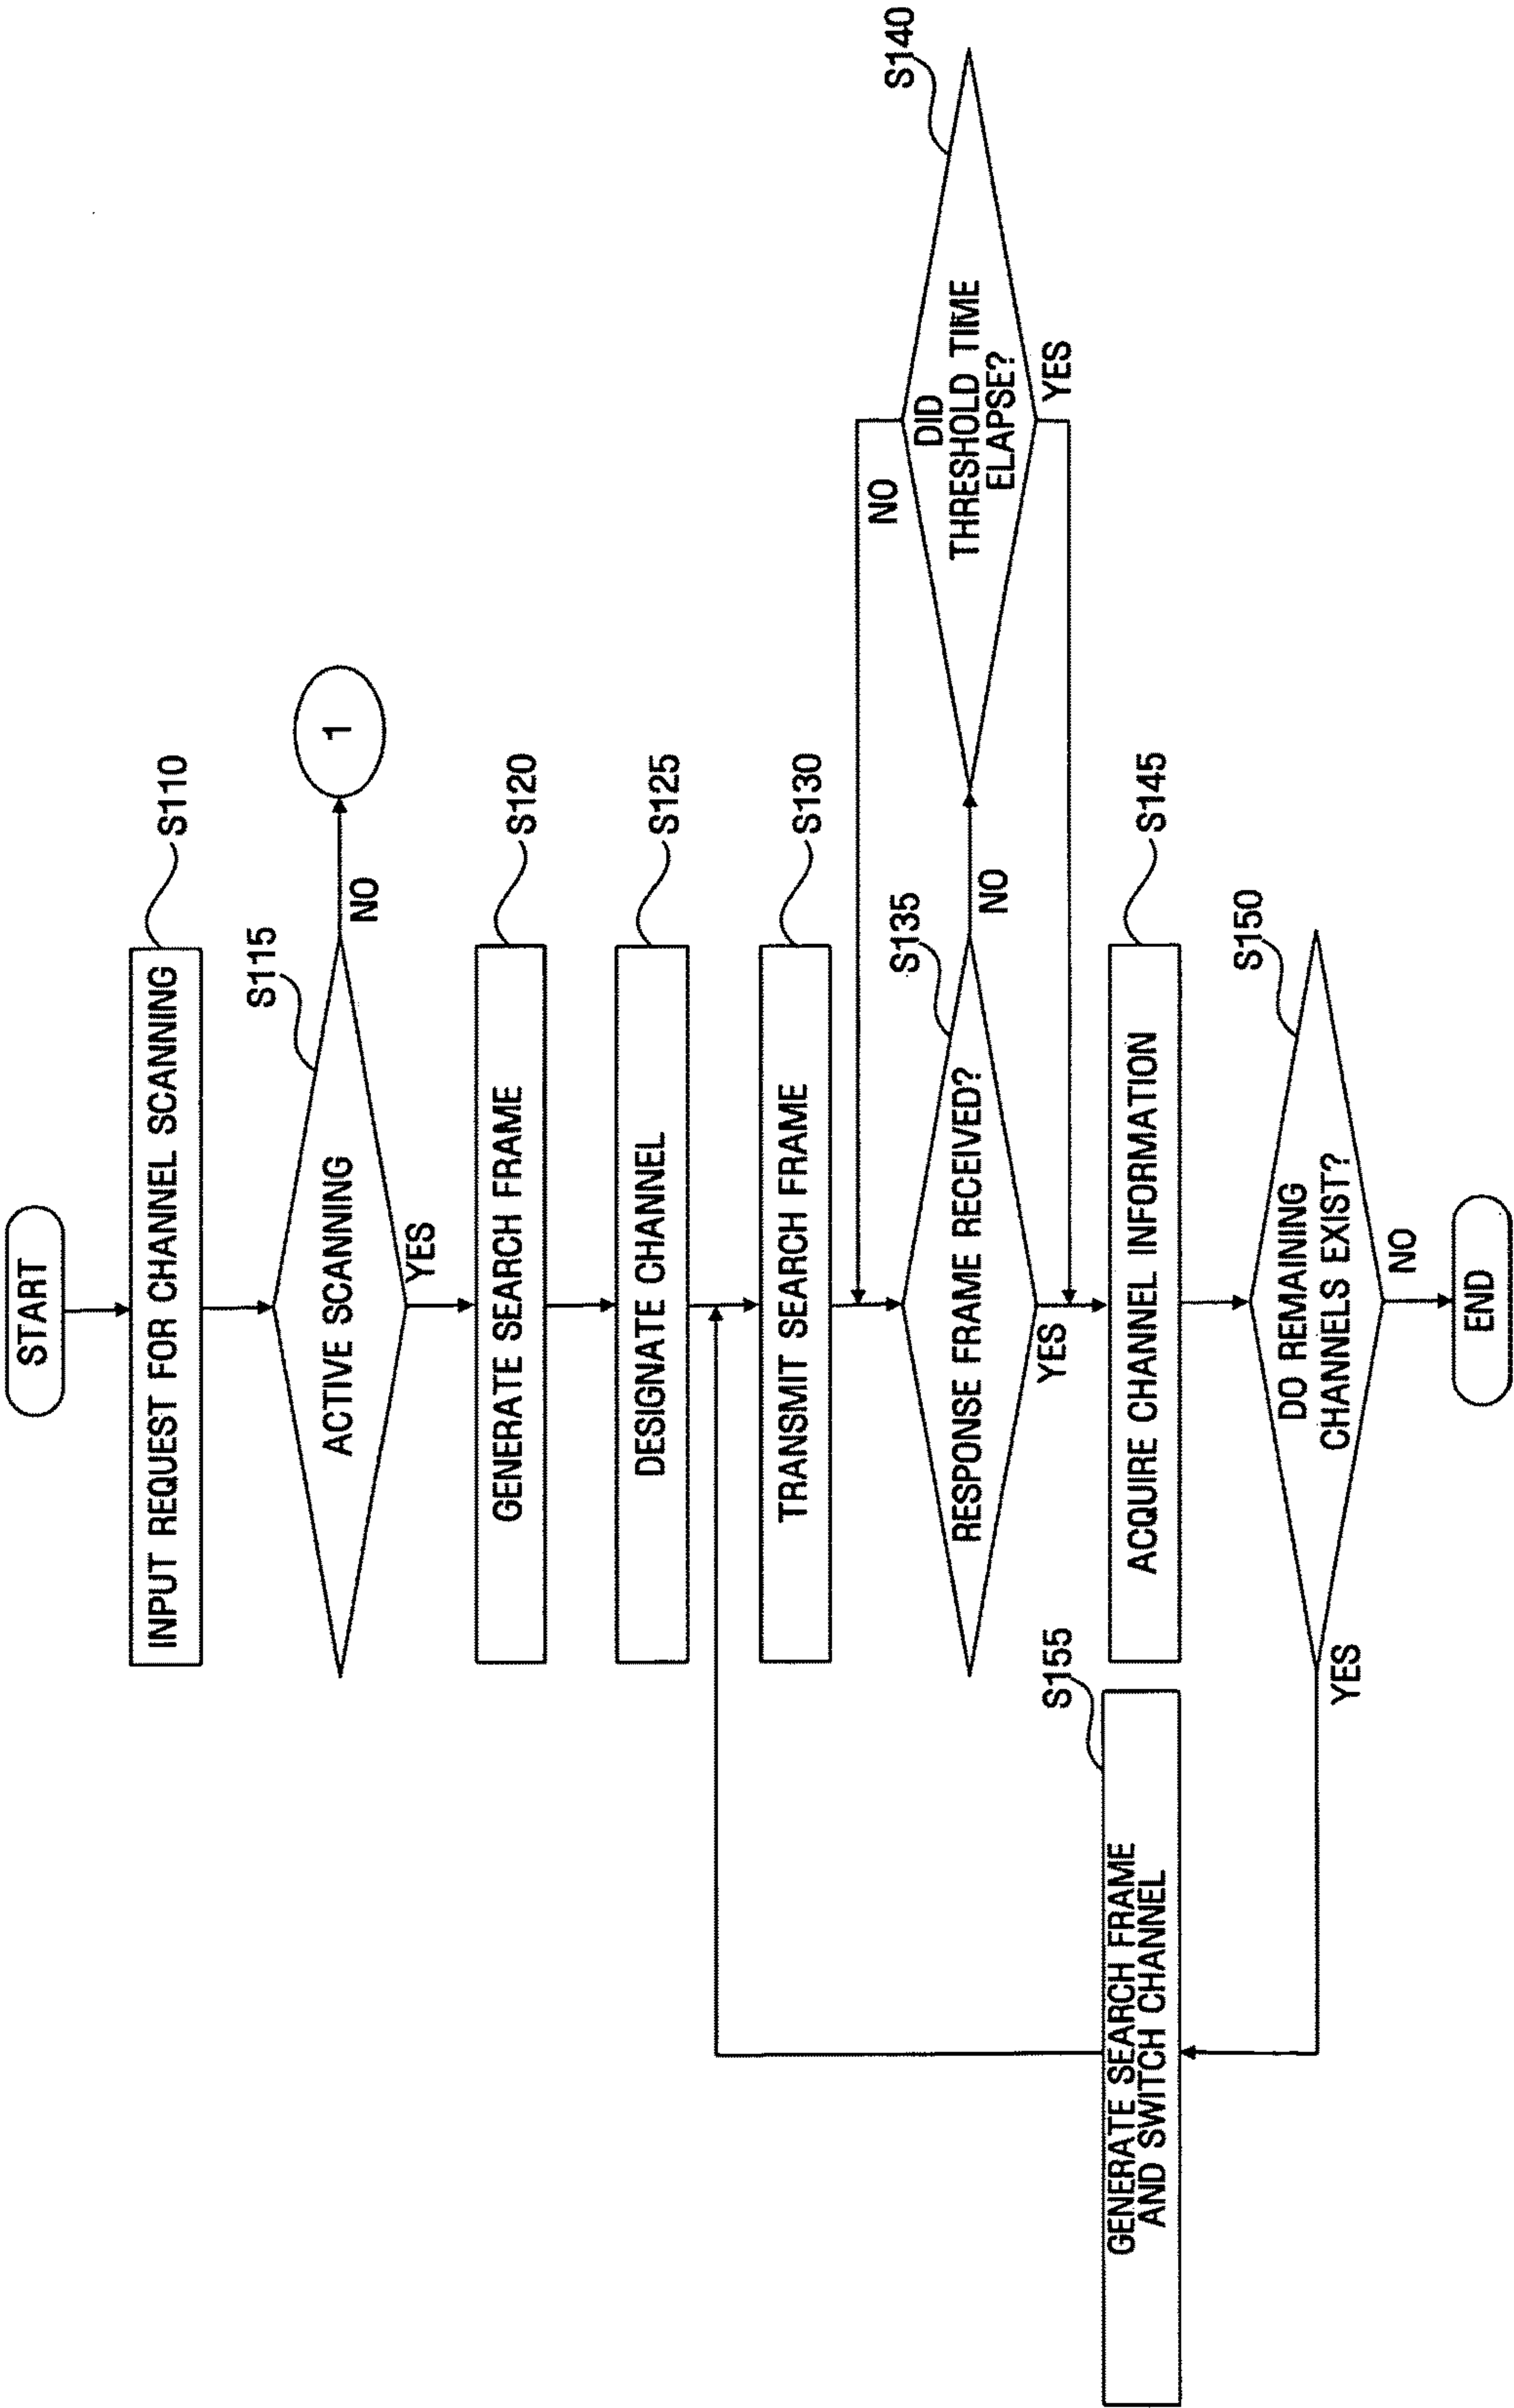 START
INPUT REQUEST FOR CHANNEL SCANNING
S110
S115
ACTIVE SCANNING
NO
1
YES
GENERATE SEARCH FRAME
S120
DESIGNATE CHANNEL
S125
TRANSMIT SEARCH FRAME
S130
NO
S135
RESPONSE FRAME RECEIVED?
NO
YES
S140
DID
THRESHOLD TIME
ELAPSE?
YES
S155
GENERATE SEARCH FRAME
AND SWITCH CHANNEL
ACQUIRE CHANNEL INFORMATION
S145
S150
DO REMAINING
CHANNELS EXIST?
YES
NO
END